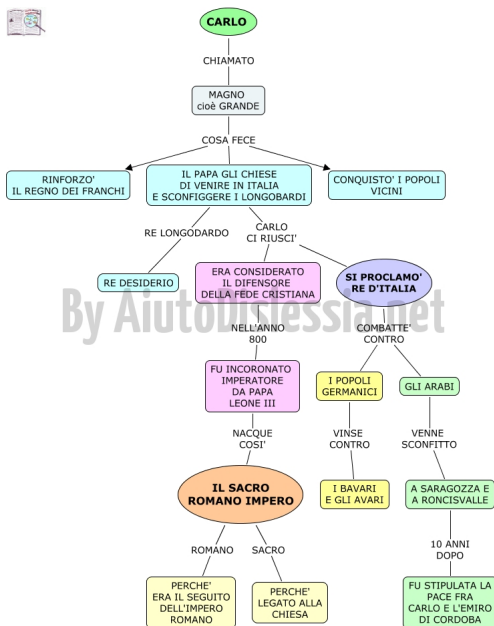 CARLO
CHIAMATO
MAGNO
cioè GRANDE
COSA FECE
RINFORZO'
IL REGNO DEI FRANCHI
IL PAPA GLI CHIESE
DI VENIRE IN ITALIA
E SCONFIGGERE I LONGOBARDI
CONQUISTO' I POPOLI
VICINI
RE LONGODARDO
CARLO
CI RIUSCI'
RE DESIDERIO
ERA CONSIDERATO
IL DIFENSORE
DELLA FEDE CRISTIANA
SI PROCLAMO'
RE D'ITALIA
By AiutoDislessia.net
NELL'ANNO
800
COMBATTE'
CONTRO
FU INCORONATO
IMPERATORE
DA PAPA
LEONE III
I POPOLI
GERMANICI
GLI ARABI
NACQUE
COSI'
VINSE
CONTRO
VENNE
SCONFITTO
IL SACRO
ROMANO IMPERO
I BAVARI
E GLI AVARI
A SARAGOZZA E
A RONCISVALLE
ROMANO
SACRO
10 ANNI
DOPO
PERCHE'
ERA IL SEGUITO
DELL'IMPERO
ROMANO
PERCHE'
LEGATO ALLA
CHIESA
FU STIPULATA LA
PACE FRA
CARLO E L'EMIRO
DI CORDOBA